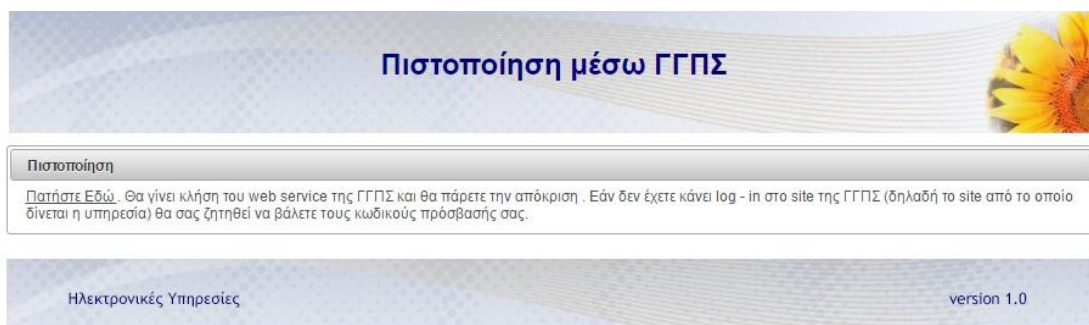 Πιστοποίηση μέσω ΓΓΠΣ
Πιστοποίηση
Πατήστε Εδώ . Θα γίνει κλήση του web service της ΓΓΠΣ και θα πάρετε την απόκριση . Εάν δεν έχετε κάνει log - in στο site της ΓΓΠΣ (δηλαδή το site από το οποίο
δίνεται η υπηρεσία) θα σας ζητηθεί να βάλετε τους κωδικούς πρόσβασής σας.
Ηλεκτρονικές Υπηρεσίες version 1.0